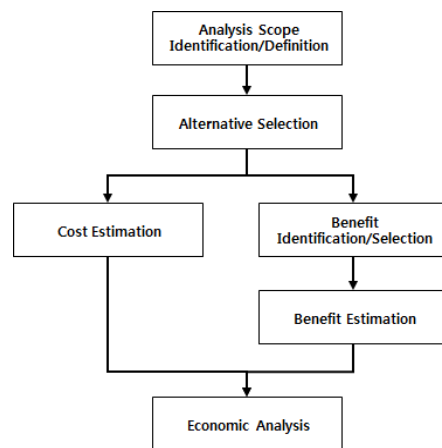 Analysis Scope
Identification/Definition
Alternative Selection
Cost Estimation
Benefit
Identification/Selection
Benefit Estimation
Economic Analysis